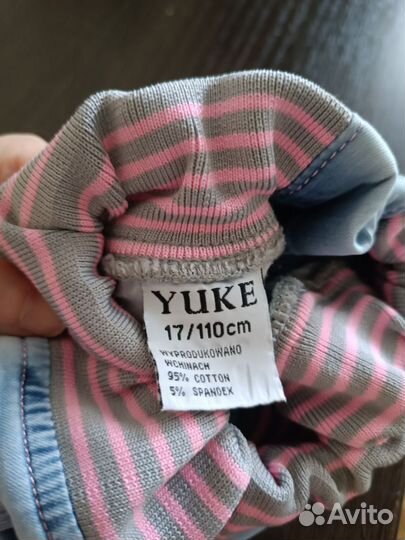 YUKE
17/110cm
WYPRODUKOWANO
WCHINACH
95% COTTON
5% SPANDEX
Avito